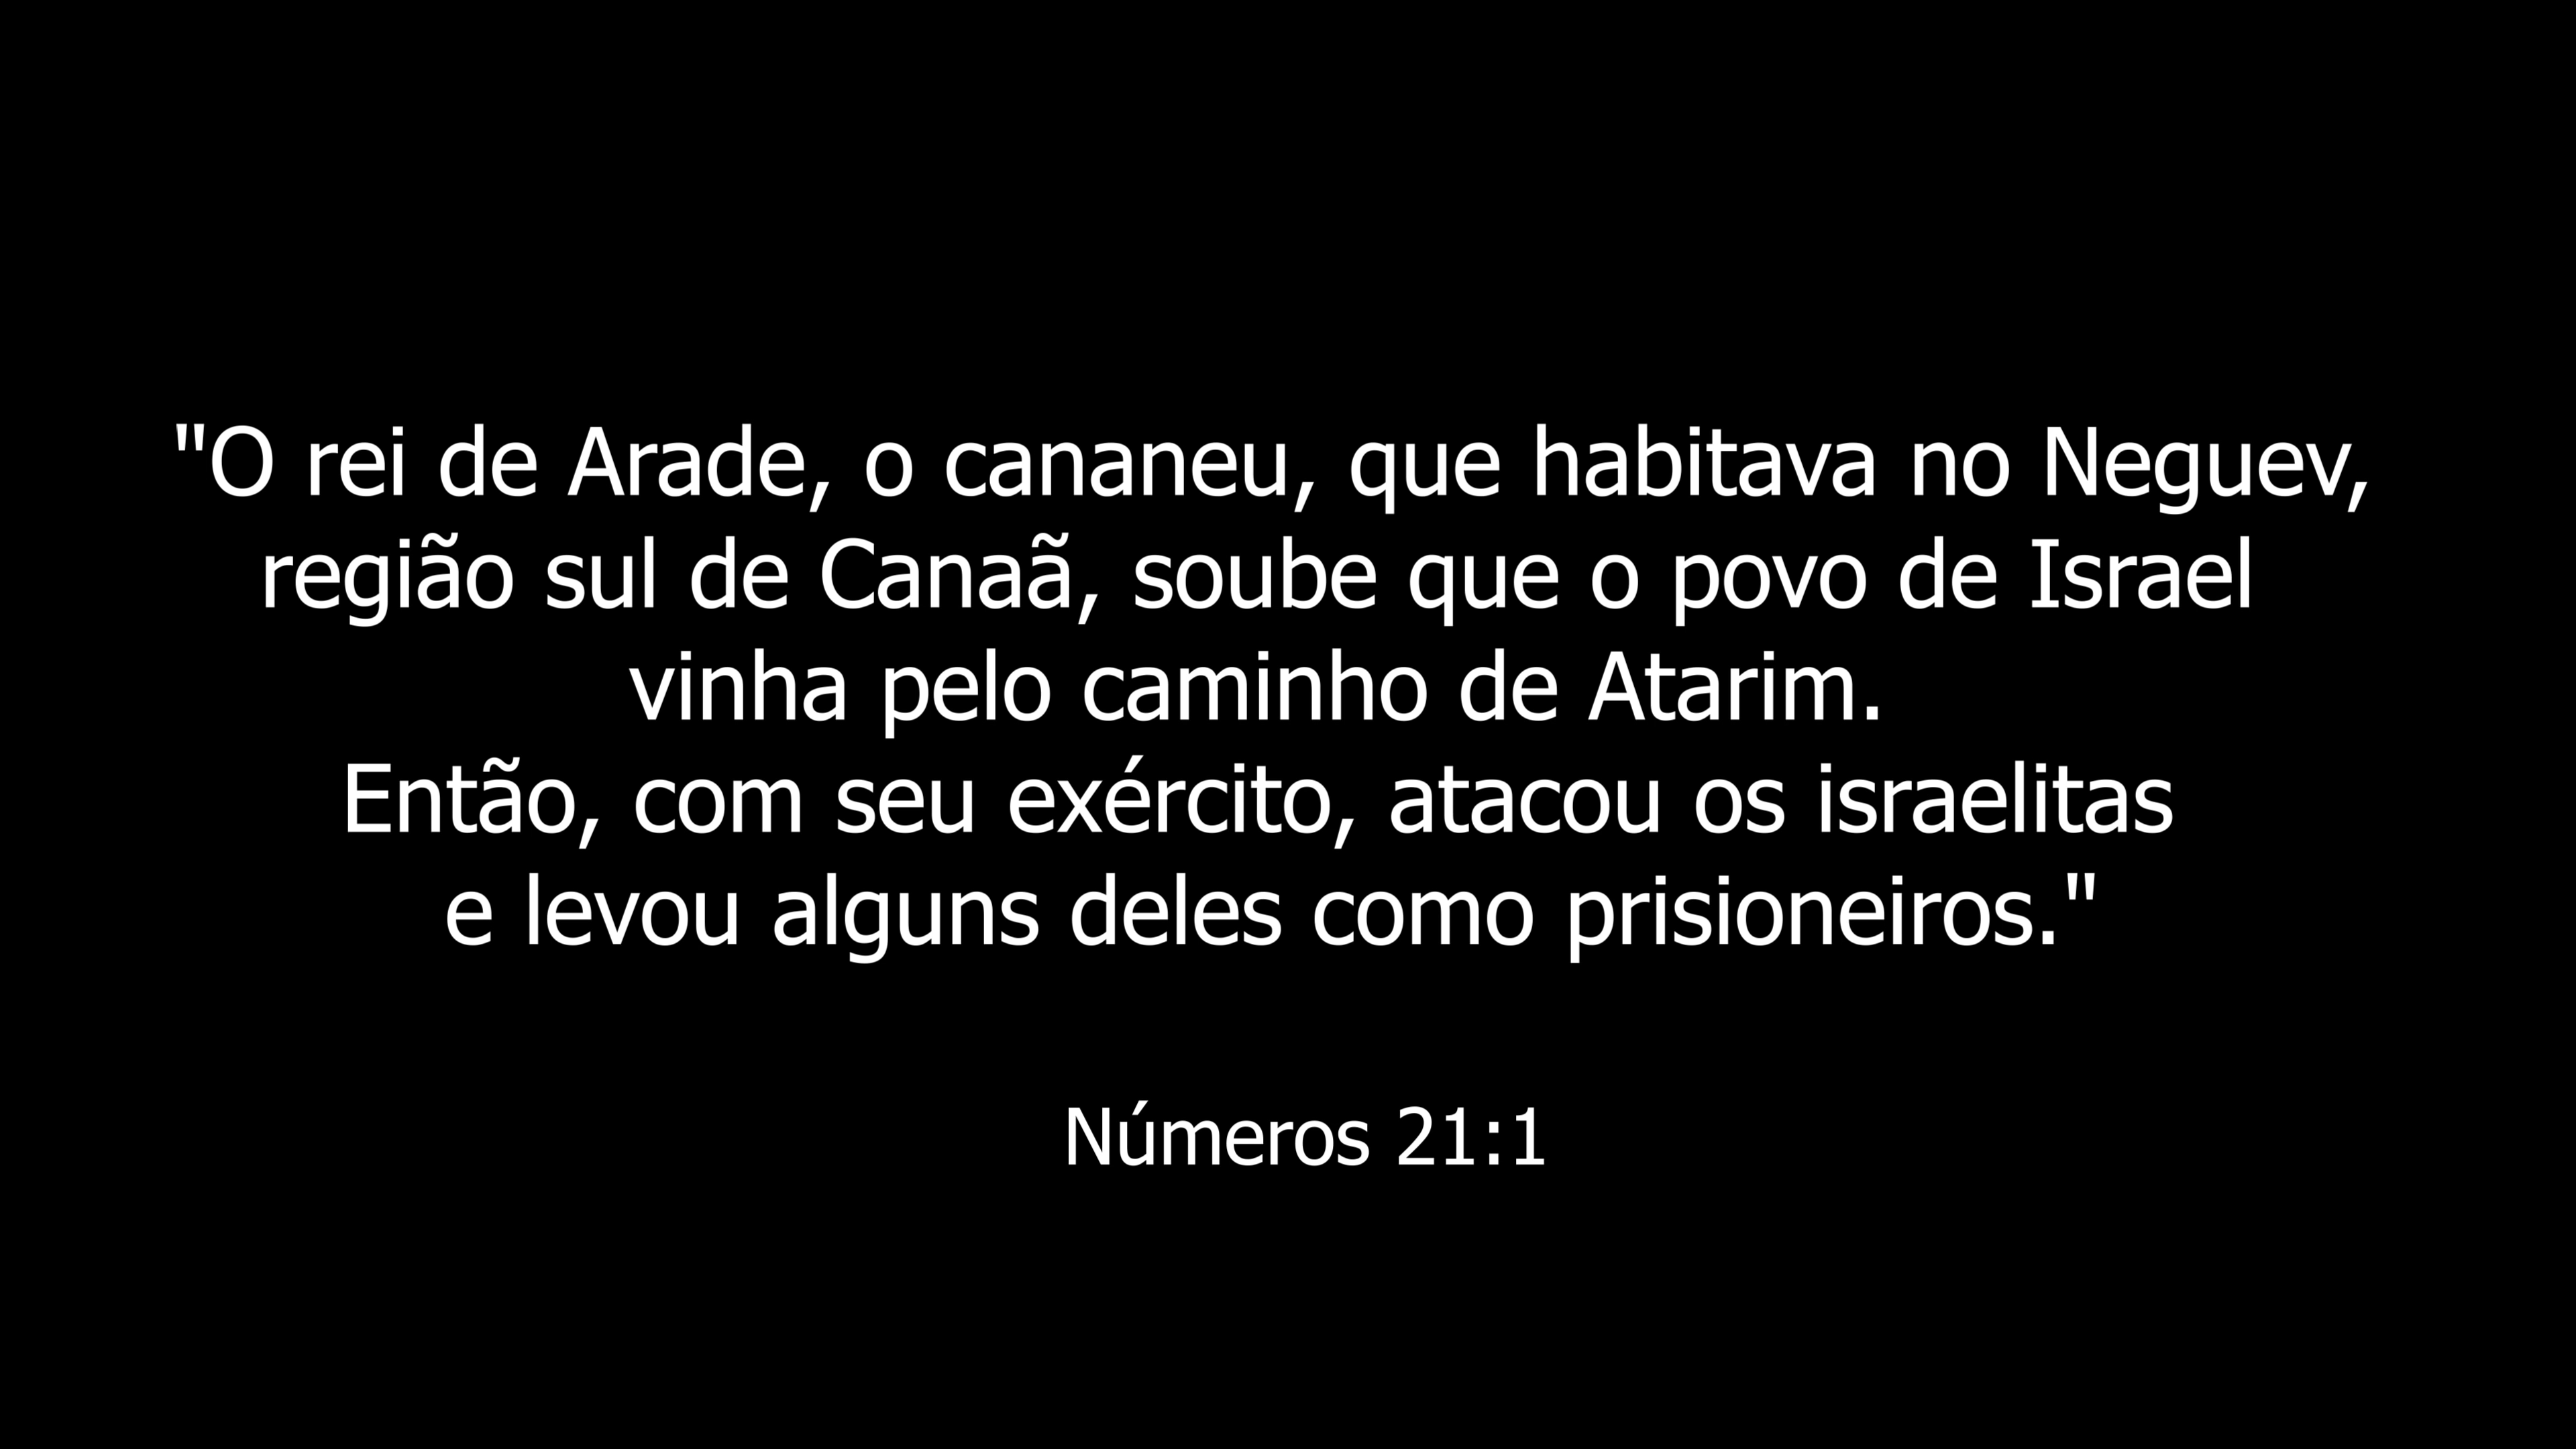 "O rei de Arade, o cananeu, que habitava no Neguev,
região sul de Canaã, soube que o povo de Israel
vinha pelo caminho de Atarim.
Então, com seu exército, atacou os israelitas
e levou alguns deles como prisioneiros."
Números 21:1